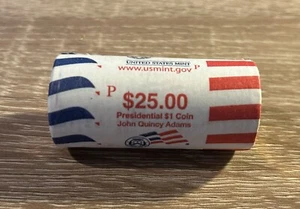 UNITED STATES MINT
www.usmint.gov P
P
$25.00
Presidential $1 Coin
John Quincy Adams